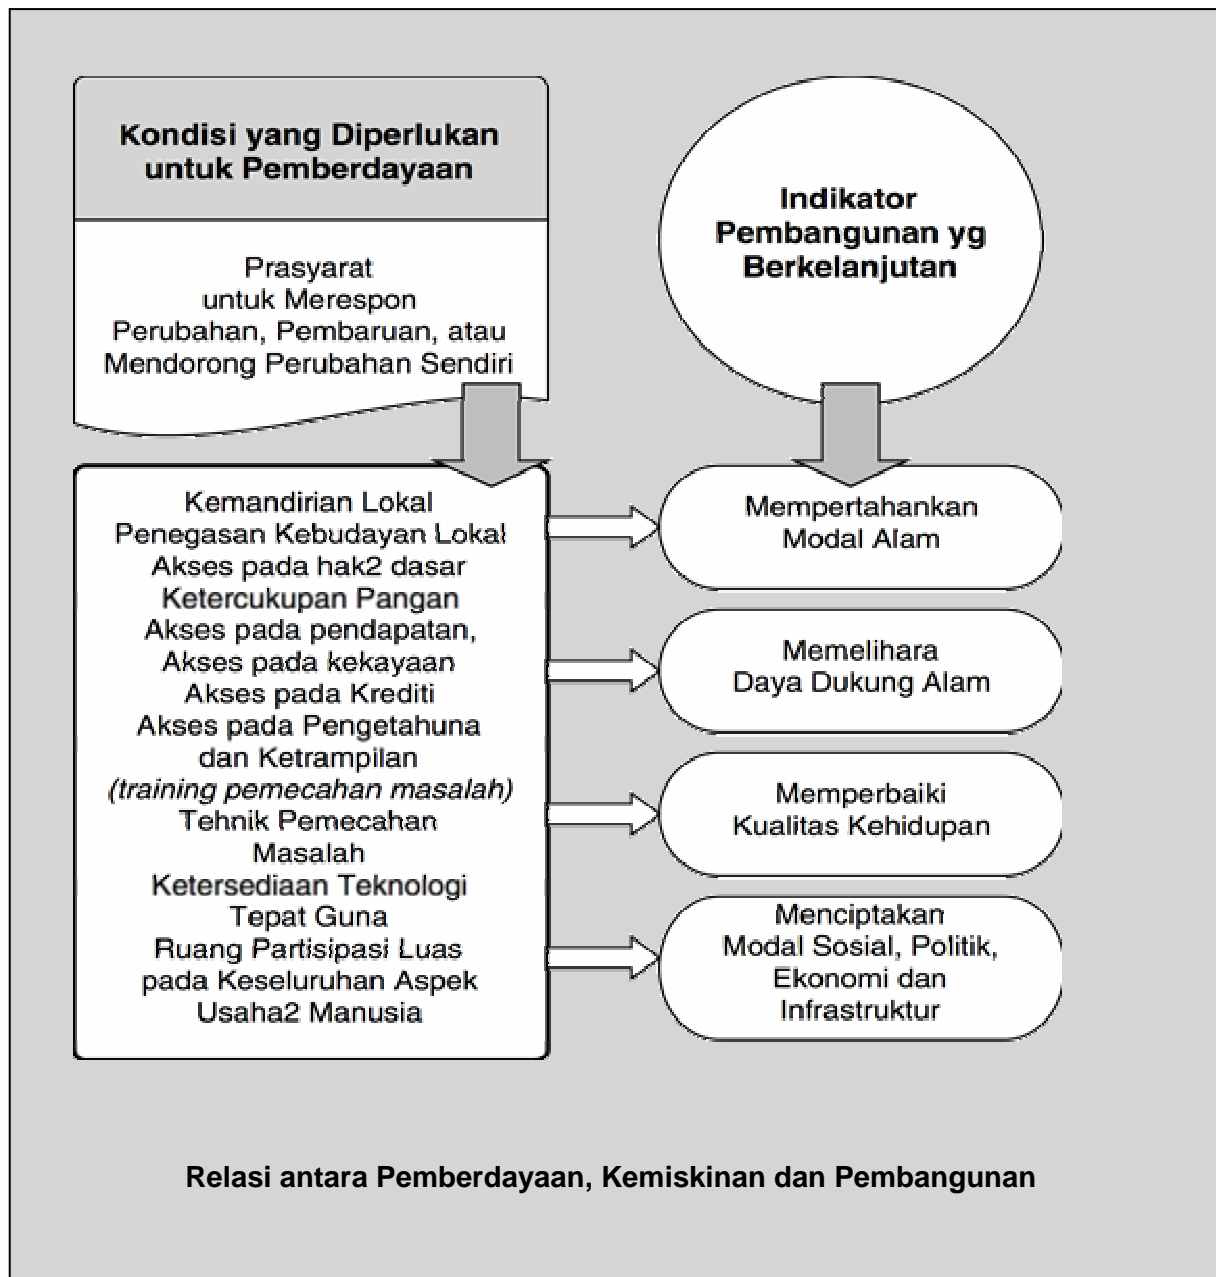 Kondisi yang Diperlukan
untuk Pemberdayaan
Prasyarat
untuk Merespon
Perubahan, Pembaruan, atau
Mendorong Perubahan Sendiri
Kemandirian Lokal
Penegasan Kebudayan Lokal
Akses pada hak2 dasar
Ketercukupan Pangan
Akses pada pendapatan,
Akses pada kekayaan
Akses pada Krediti
Akses pada Pengetahuna
dan Ketrampilan
(training pemecahan masalah)
Tehnik Pemecahan
Masalah
Ketersediaan Teknologi
Tepat Guna
Ruang Partisipasi Luas
pada Keseluruhan Aspek
Usaha2 Manusia
Indikator
Pembangunan yg
Berkelanjutan
Mempertahankan
Modal Alam
Memelihara
Daya Dukung Alam
Memperbaiki
Kualitas Kehidupan
Menciptakan
Modal Sosial, Politik,
Ekonomi dan
Infrastruktur
Relasi antara Pemberdayaan, Kemiskinan dan Pembangunan